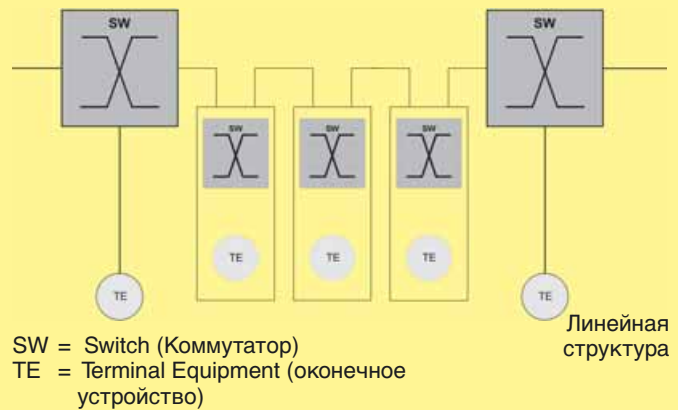 SW
SW
SW
SW
SW
TE
TE
TE
TE
TE
Линейная
структура
SW = Switch (Коммутатор)
TE = Terminal Equipment (оконечное
устройство)